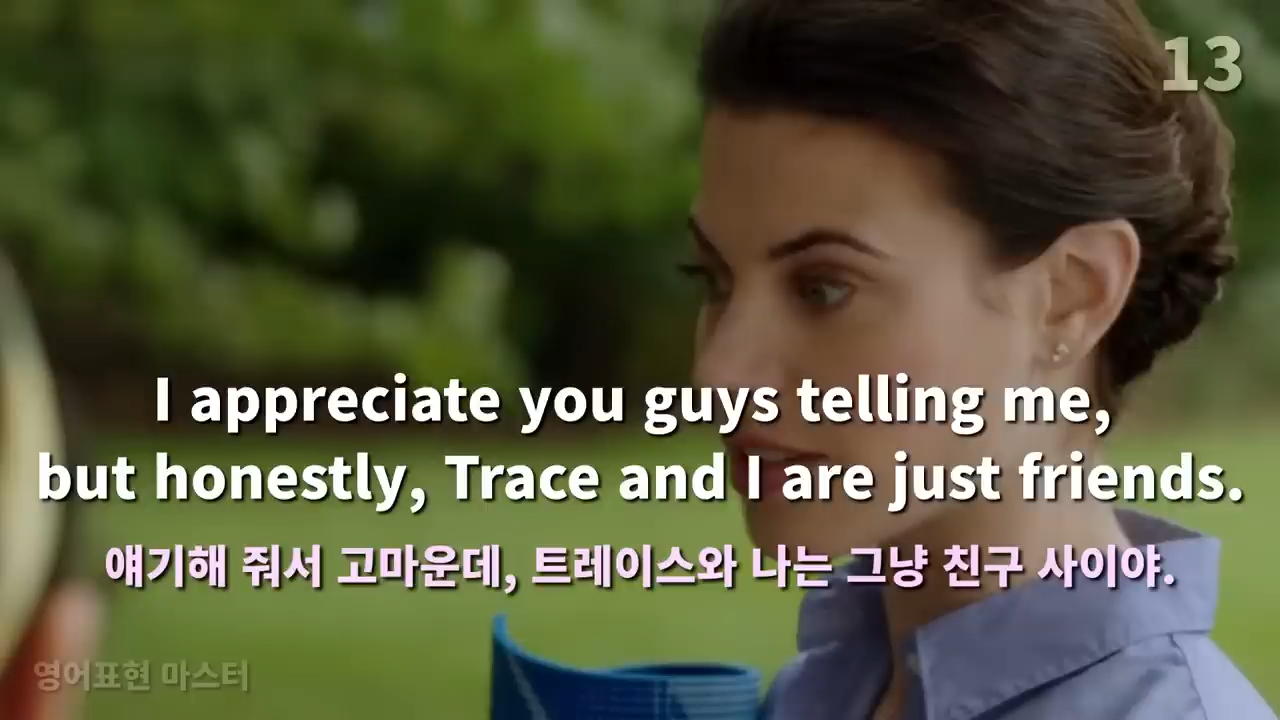 13
I appreciate you guys telling me,
but honestly, Trace and I are just friends.
얘기해 줘서 고마운데, 트레이스와 나는 그냥 친구 사이야.
영어표현 마스터